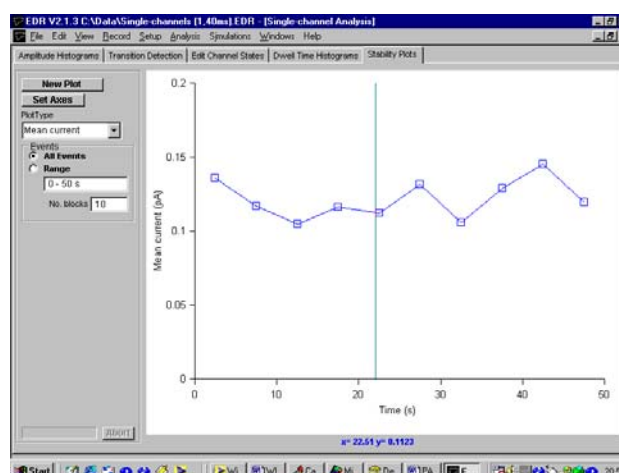 EDR V2.1.3 C:\Data\Single-channels [1,40ms].EDR - [Single-channel Analysis]
File Edit View Record Setup Analysis Simulations Windows Help
Amplitude Histograms Transition Detection Edit Channel States Dwell Time Histograms Stability Plots
New Plot
Set Axes
PlotType
Mean current
Events
All Events
Range
0 - 50 s
No. blocks 10
Abort
Mean current (pA)
0.2
0.15
0.1
0.05
0
0 10 20 30 40 50
Time (s)
x= 22.51 y= 0.1123
Start